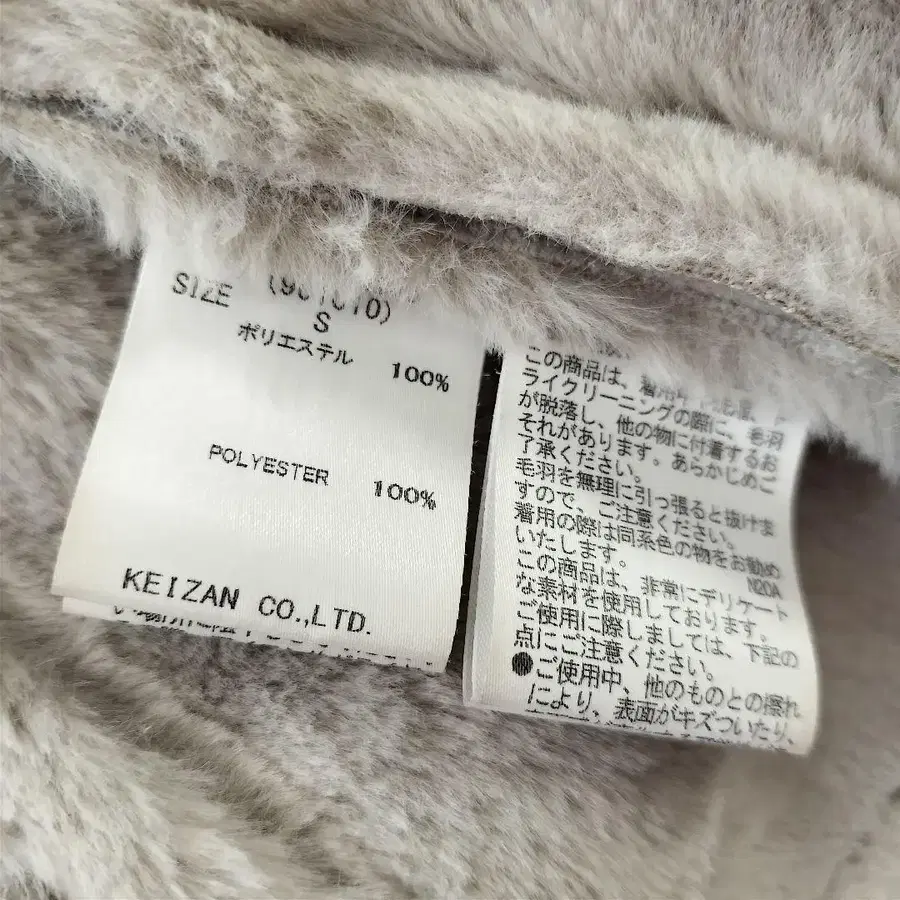 SIZE
S
ポリエステル 100%
POLYESTER 100%
KEIZAN CO.,LTD.
この商品は、着用
ライクリーニングの際に、毛羽
が脱落し、他の物に付着するお
それがあります。あらかじめご
了承ください。
毛羽を無理に引っ張ると抜けま
すので、ご注意ください。
着用の際は同系色の物をお勧め
いたします。
N20A
この商品は、非常にデリケート
な素材を使用しております。
ご使用に際しましては、下記の
点にご注意ください。
●ご使用中、他のものとの擦れ
により、表面がキズついたり、